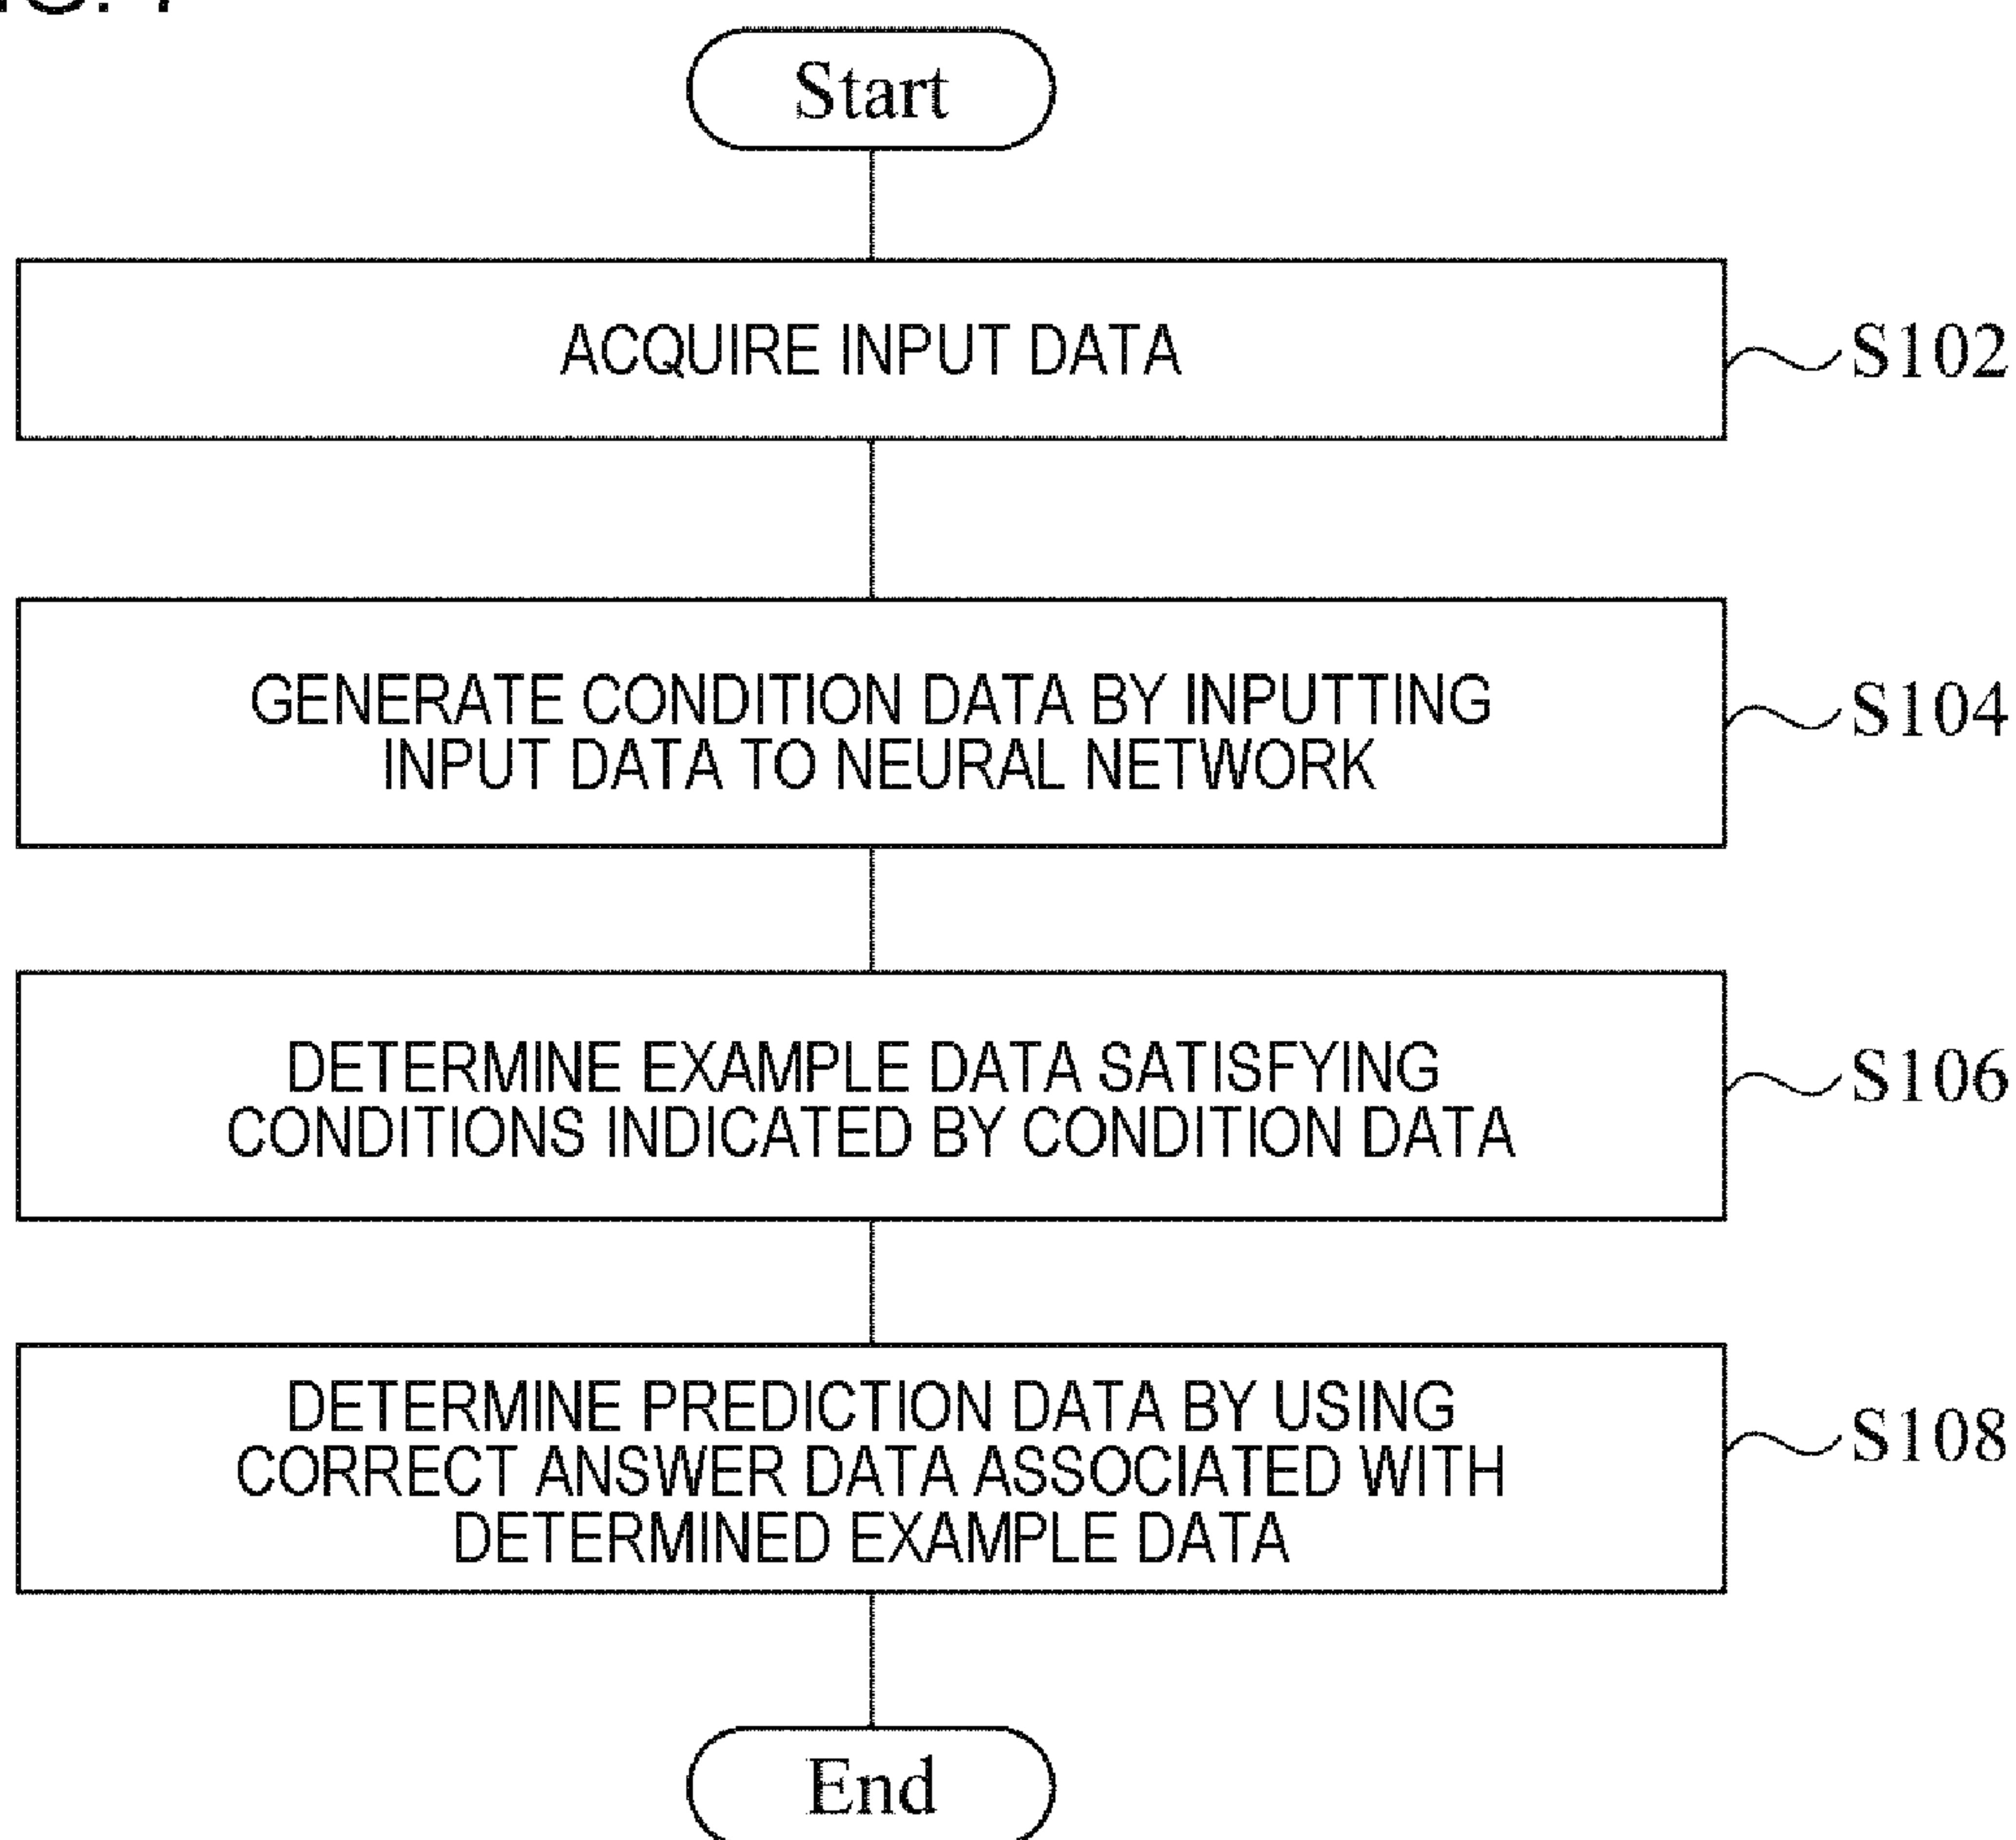 Start
ACQUIRE INPUT DATA
S102
GENERATE CONDITION DATA BY INPUTTING
INPUT DATA TO NEURAL NETWORK
S104
DETERMINE EXAMPLE DATA SATISFYING
CONDITIONS INDICATED BY CONDITION DATA
S106
DETERMINE PREDICTION DATA BY USING
CORRECT ANSWER DATA ASSOCIATED WITH
DETERMINED EXAMPLE DATA
S108
End